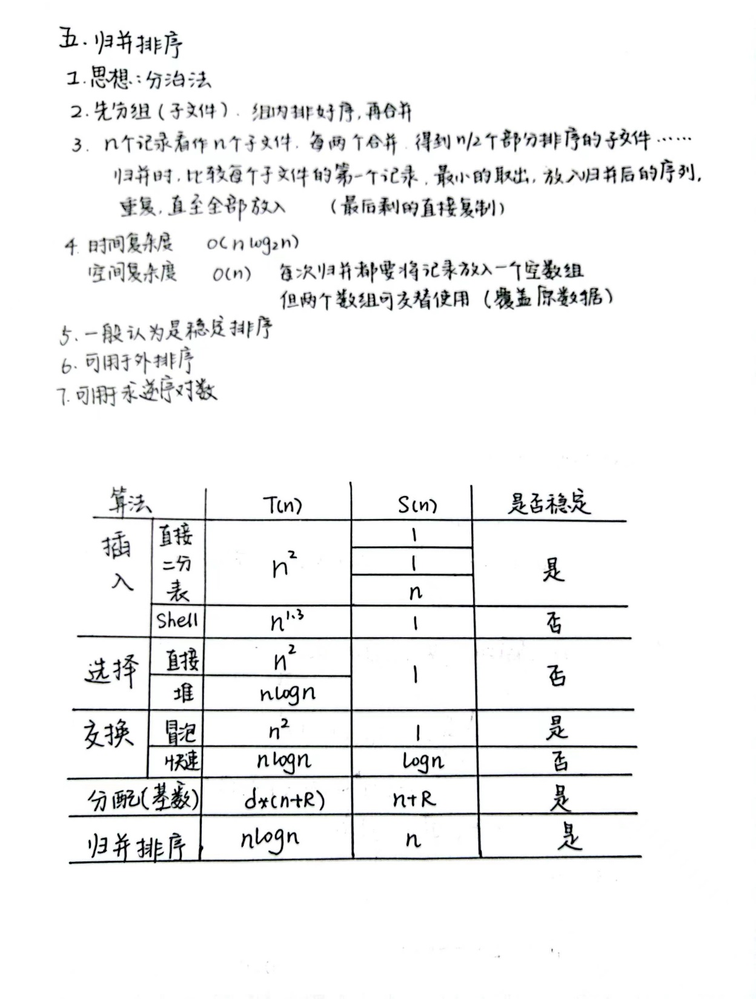 五. 归并排序
1. 思想:分治法
2. 先分组(子文件). 组内排好序,再合并
3. n个记录看作n个子文件. 每两个合并. 得到n/2个部分排序的子文件……
归并时,比较每个子文件的第一个记录. 最小的取出, 放入归并后的序列,
重复,直至全部放入 (最后剩的直接复制)
4. 时间复杂度 O(nlog₂n)
空间复杂度 O(n) 每次归并都要将记录放入一个空数组
但两个数组可交替使用(覆盖原数据)
5. 一般认为是稳定排序
6. 可用于外排序
7. 可用于求逆序对数
算法 T(n) S(n) 是否稳定
插入 直接 n² 1 是
二分 1
表 n
Shell n^1.3 1 否
选择 直接 n² 1 否
堆 nlogn
交换 冒泡 n² 1 是
快速 nlogn logn 否
分配(基数) d*(n+R) n+R 是
归并排序 nlogn n 是